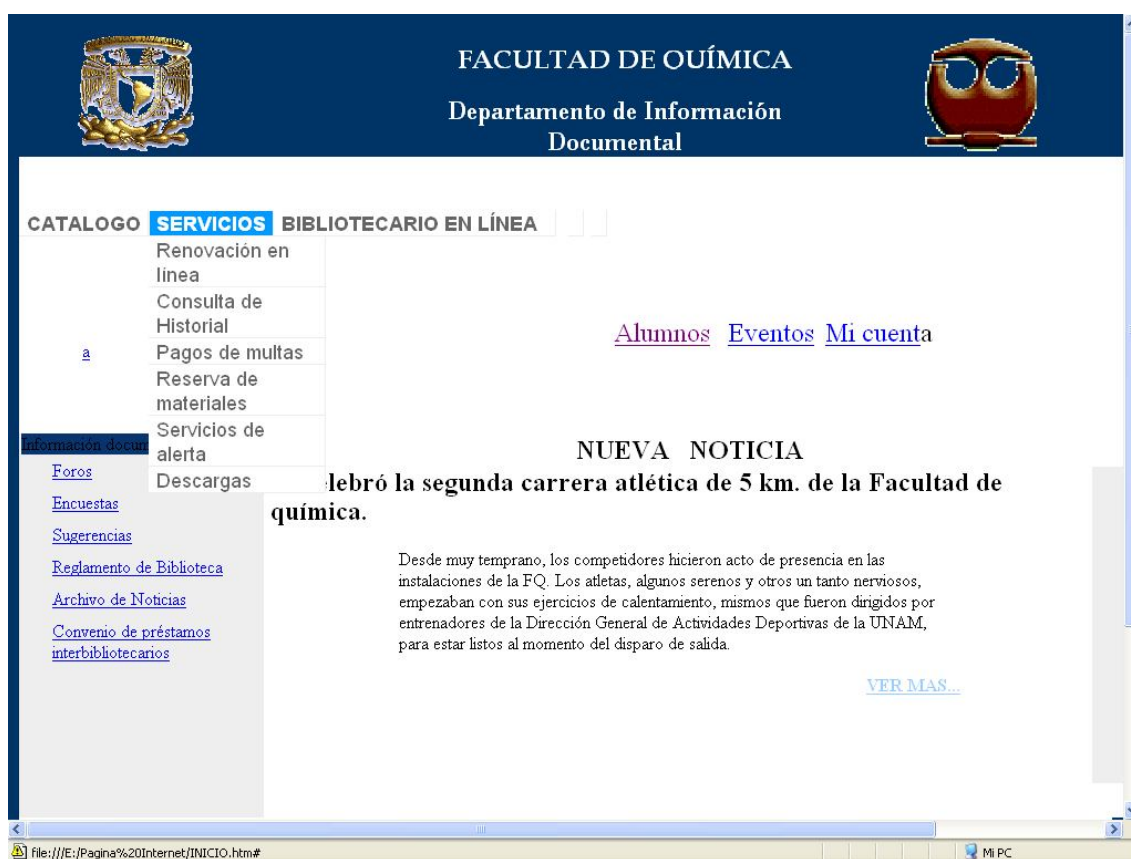 FACULTAD DE QUÍMICA
Departamento de Información
Documental
CATALOGO SERVICIOS BIBLIOTECARIO EN LÍNEA
Renovación en
línea
Consulta de
Historial
Pagos de multas
Reserva de
materiales
Servicios de
alerta
Descargas
a
Alumnos Eventos Mi cuenta
Información docum
Foros
Encuestas
Sugerencias
Reglamento de Biblioteca
Archivo de Noticias
Convenio de préstamos
interbibliotecarios
NUEVA NOTICIA
lebró la segunda carrera atlética de 5 km. de la Facultad de
química.
Desde muy temprano, los competidores hicieron acto de presencia en las
instalaciones de la FQ. Los atletas, algunos serenos y otros un tanto nerviosos,
empezaban con sus ejercicios de calentamiento, mismos que fueron dirigidos por
entrenadores de la Dirección General de Actividades Deportivas de la UNAM,
para estar listos al momento del disparo de salida.
VER MAS...
file:///E:/Pagina%20Internet/INICIO.htm# Mi PC